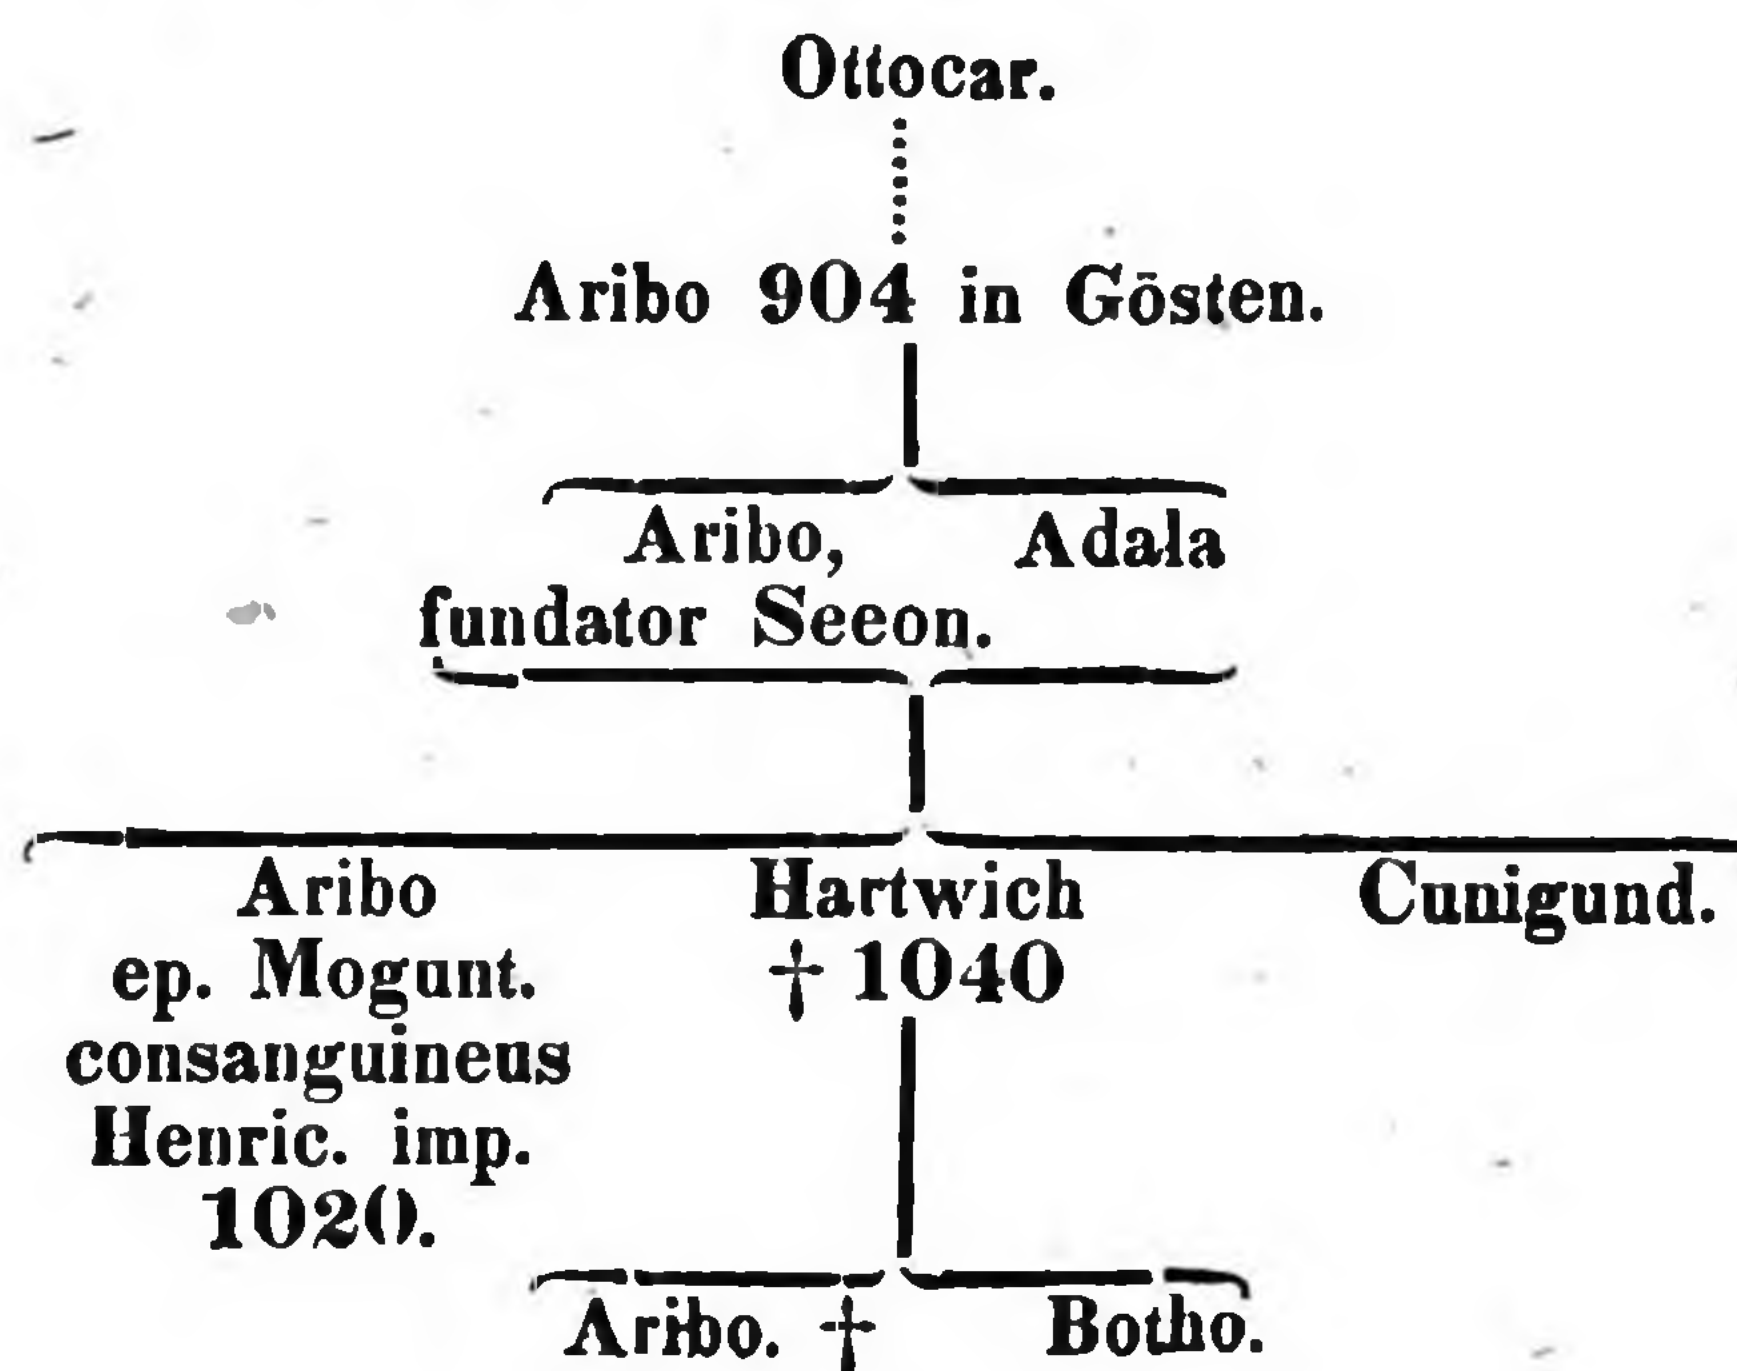 Ottocar.
Aribo 904 in Gösten.
Aribo, Adala
fundator Seeon.
Aribo Hartwich Cunigund.
ep. Mogunt. † 1040
consanguineus
Henric. imp.
1020.
Aribo. † Botho.